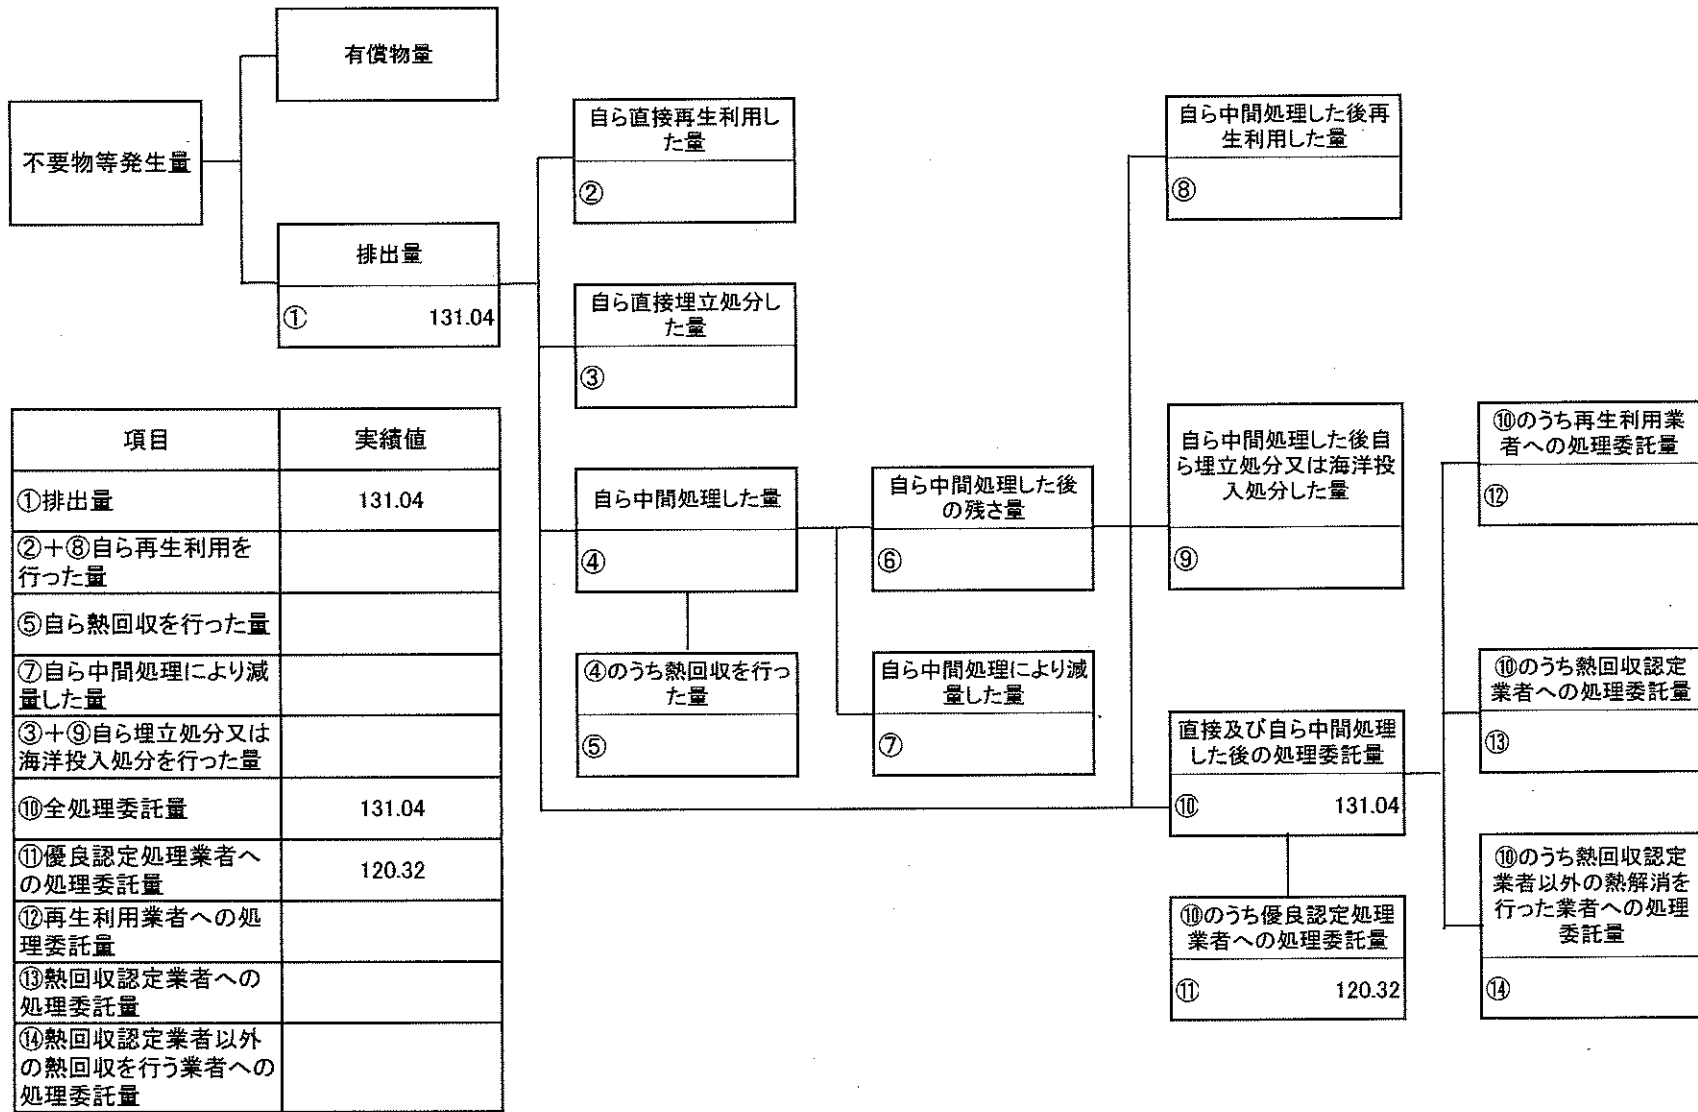 有償物量
不要物等発生量
排出量
① 131.04
自ら直接再生利用し
た量
②
自ら直接埋立処分し
た量
③
自ら中間処理した量
④
④のうち熱回収を行っ
た量
⑤
自ら中間処理した後
の残さ量
⑥
自ら中間処理により減
量した量
⑦
自ら中間処理した後再
生利用した量
⑧
自ら中間処理した後自
ら埋立処分又は海洋投
入処分した量
⑨
直接及び自ら中間処理
した後の処理委託量
⑩ 131.04
⑩のうち優良認定処理
業者への処理委託量
⑪ 120.32
⑩のうち再生利用業
者への処理委託量
⑫
⑩のうち熱回収認定
業者への処理委託量
⑬
⑩のうち熱回収認定
業者以外の熱解消を
行った業者への処理
委託量
⑭
項目 実績値
①排出量 131.04
②＋⑧自ら再生利用を
行った量
⑤自ら熱回収を行った量
⑦自ら中間処理により減
量した量
③＋⑨自ら埋立処分又は
海洋投入処分を行った量
⑩全処理委託量 131.04
⑪優良認定処理業者へ
の処理委託量 120.32
⑫再生利用業者への処
理委託量
⑬熱回収認定業者への
処理委託量
⑭熱回収認定業者以外
の熱回収を行う業者への
処理委託量